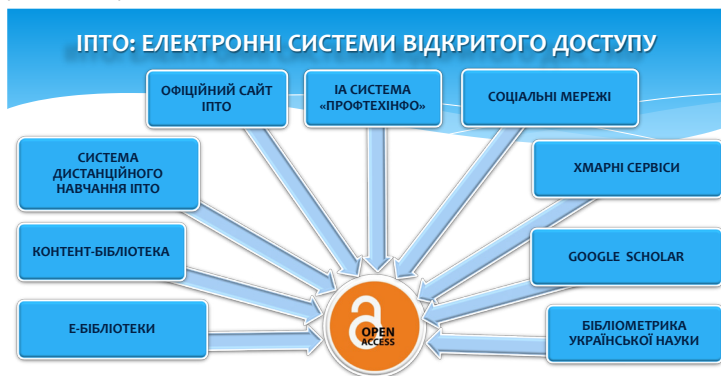 ІПТО: ЕЛЕКТРОННІ СИСТЕМИ ВІДКРИТОГО ДОСТУПУ
ОФІЦІЙНИЙ САЙТ
ІПТО
ІА СИСТЕМА
«ПРОФТЕХІНФО»
СОЦІАЛЬНІ МЕРЕЖІ
СИСТЕМА
ДИСТАНЦІЙНОГО
НАВЧАННЯ ІПТО
ХМАРНІ СЕРВІСИ
КОНТЕНТ-БІБЛІОТЕКА
GOOGLE SCHOLAR
Е-БІБЛІОТЕКИ
БІБЛІОМЕТРИКА
УКРАЇНСЬКОЇ НАУКИ
OPEN
ACCESS